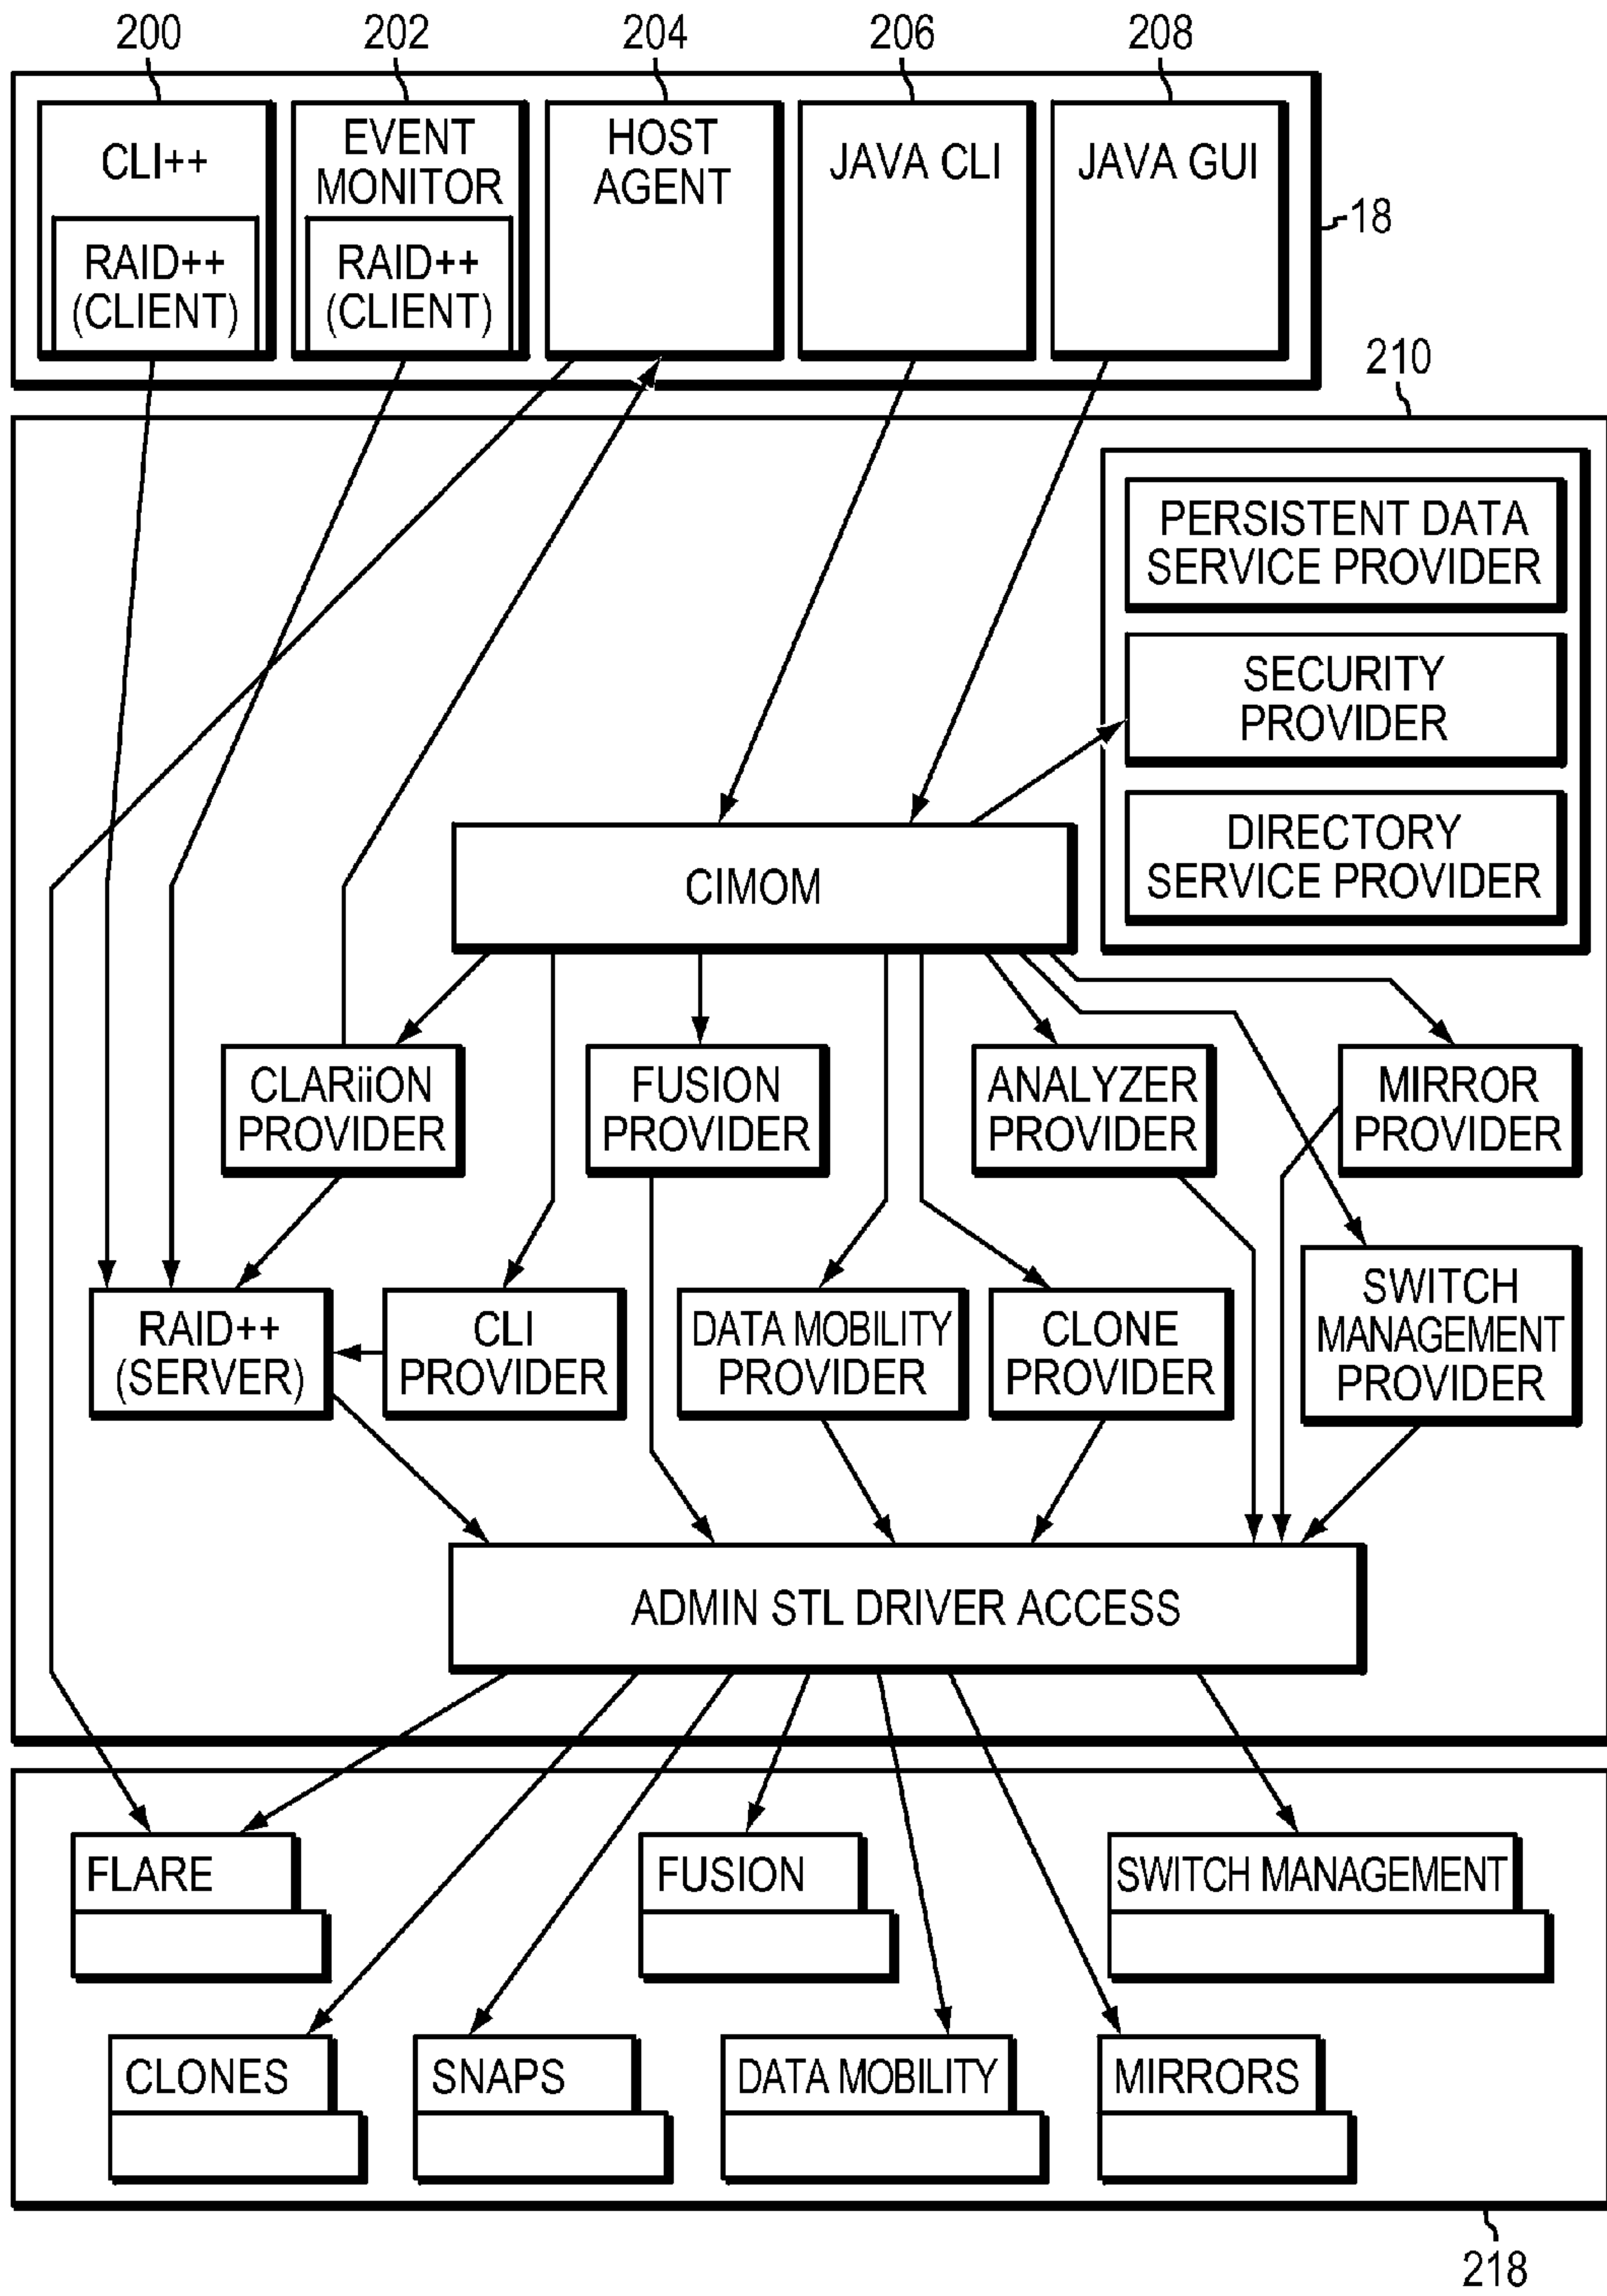 200
202
204
206
208
CLI++
RAID++
(CLIENT)
EVENT
MONITOR
RAID++
(CLIENT)
HOST
AGENT
JAVA CLI
JAVA GUI
18
210
PERSISTENT DATA
SERVICE PROVIDER
SECURITY
PROVIDER
DIRECTORY
SERVICE PROVIDER
CIMOM
CLARiiON
PROVIDER
FUSION
PROVIDER
ANALYZER
PROVIDER
MIRROR
PROVIDER
RAID++
(SERVER)
CLI
PROVIDER
DATA MOBILITY
PROVIDER
CLONE
PROVIDER
SWITCH
MANAGEMENT
PROVIDER
ADMIN STL DRIVER ACCESS
FLARE
FUSION
SWITCH MANAGEMENT
CLONES
SNAPS
DATA MOBILITY
MIRRORS
218